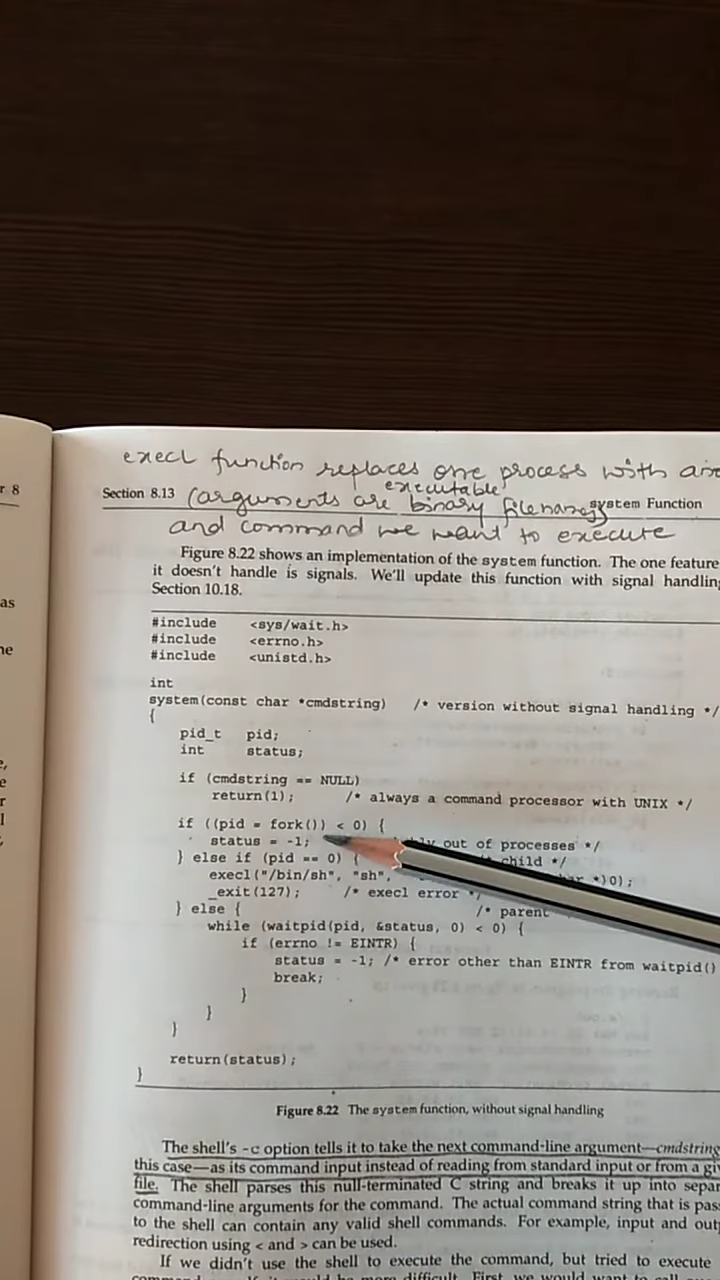 r 8
as
ne
e,
e
r
l
execl function replaces one process with
Section 8.13 (arguments are executable binary filenames system Function
and command we want to execute
Figure 8.22 shows an implementation of the system function. The one feature
it doesn't handle is signals. We'll update this function with signal handling
Section 10.18.
#include <sys/wait.h>
#include <errno.h>
#include <unistd.h>
int
system(const char *cmdstring) /* version without signal handling */
{
pid_t pid;
int status;
if (cmdstring == NULL)
return(1); /* always a command processor with UNIX */
if ((pid = fork()) < 0) {
status = -1; out of processes */
} else if (pid == 0) { child */
execl("/bin/sh", "sh", *)0);
_exit(127); /* execl error */
} else { /* parent
while (waitpid(pid, &status, 0) < 0) {
if (errno != EINTR) {
status = -1; /* error other than EINTR from waitpid()
break;
}
}
}
return(status);
}
Figure 8.22 The system function, without signal handling
The shell's -c option tells it to take the next command-line argument—cmdstring
this case—as its command input instead of reading from standard input or from a gi
file. The shell parses this null-terminated C string and breaks it up into separ
command-line arguments for the command. The actual command string that is pas
to the shell can contain any valid shell commands. For example, input and out
redirection using < and > can be used.
If we didn't use the shell to execute the command, but tried to execute